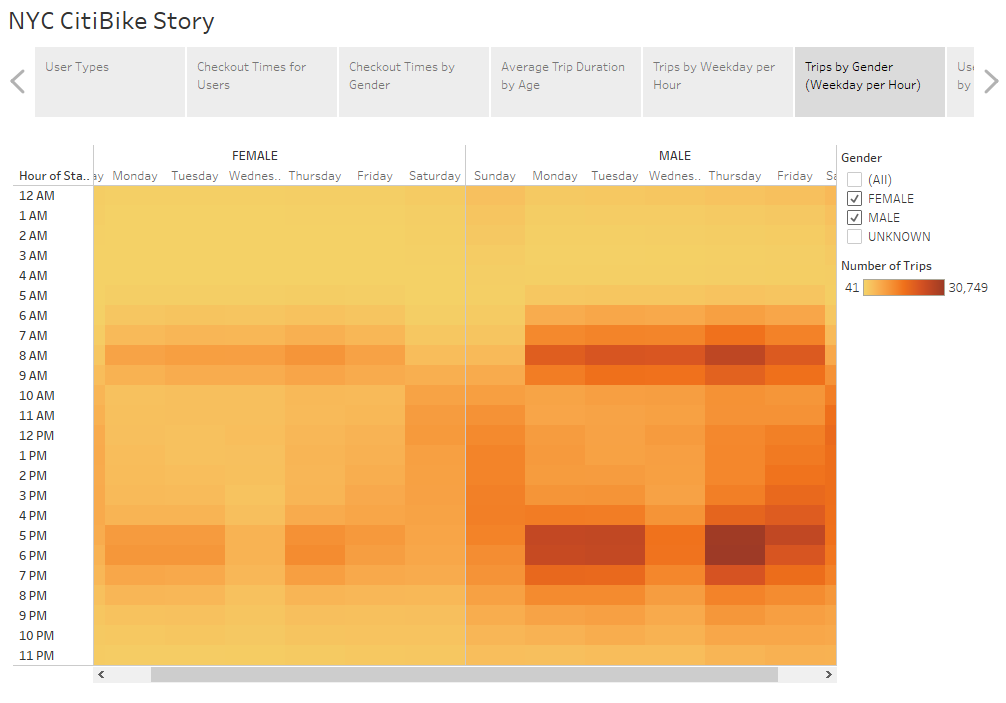 NYC CitiBike Story
User Types
Checkout Times for
Users
Checkout Times by
Gender
Average Trip Duration
by Age
Trips by Weekday per
Hour
Trips by Gender
(Weekday per Hour)
by
FEMALE
MALE
Hour of Sta.. ay Monday Tuesday Wednes.. Thursday Friday Saturday Sunday Monday Tuesday Wednes.. Thursday Friday Sa
12 AM
1 AM
2 AM
3 AM
4 AM
5 AM
6 AM
7 AM
8 AM
9 AM
10 AM
11 AM
12 PM
1 PM
2 PM
3 PM
4 PM
5 PM
6 PM
7 PM
8 PM
9 PM
10 PM
11 PM
Gender
(All)
FEMALE
MALE
UNKNOWN
Number of Trips
41 30,749